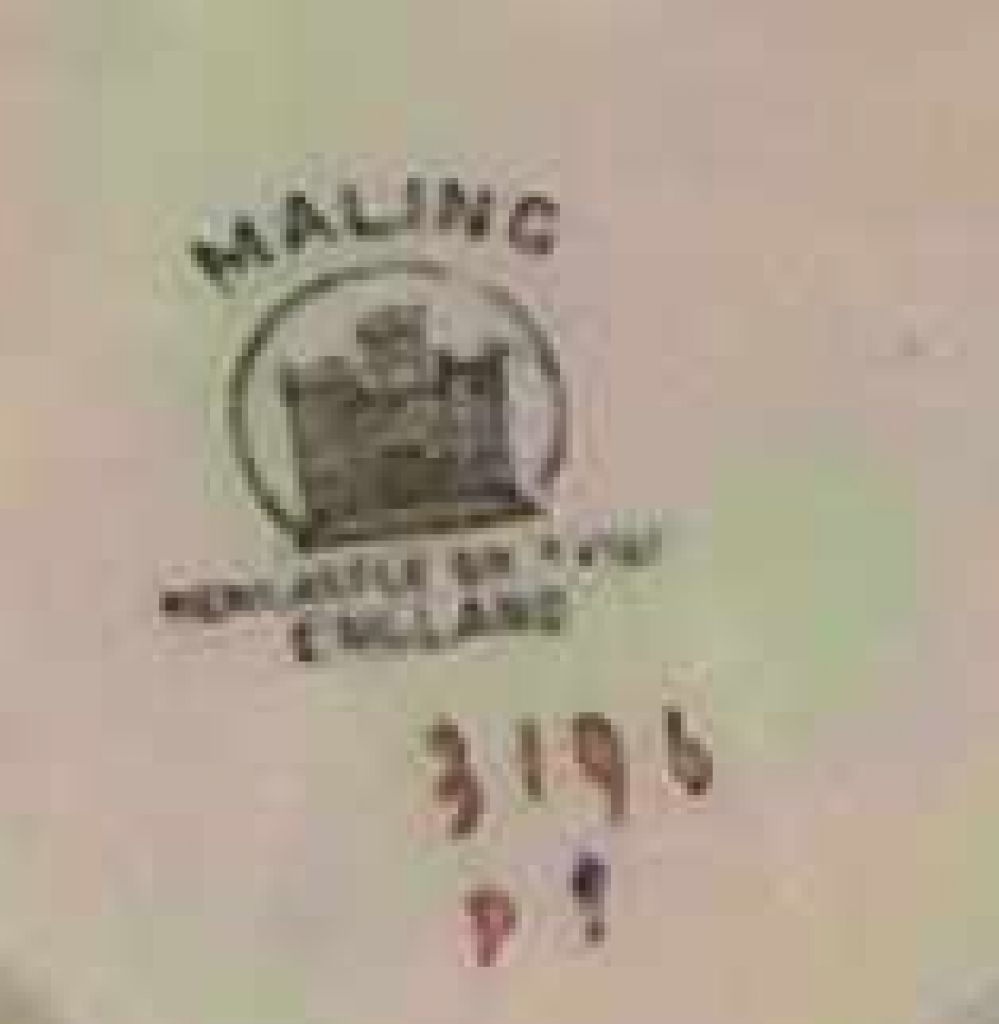 MALING
NEWCASTLE ON TYNE
ENGLAND
3196
P